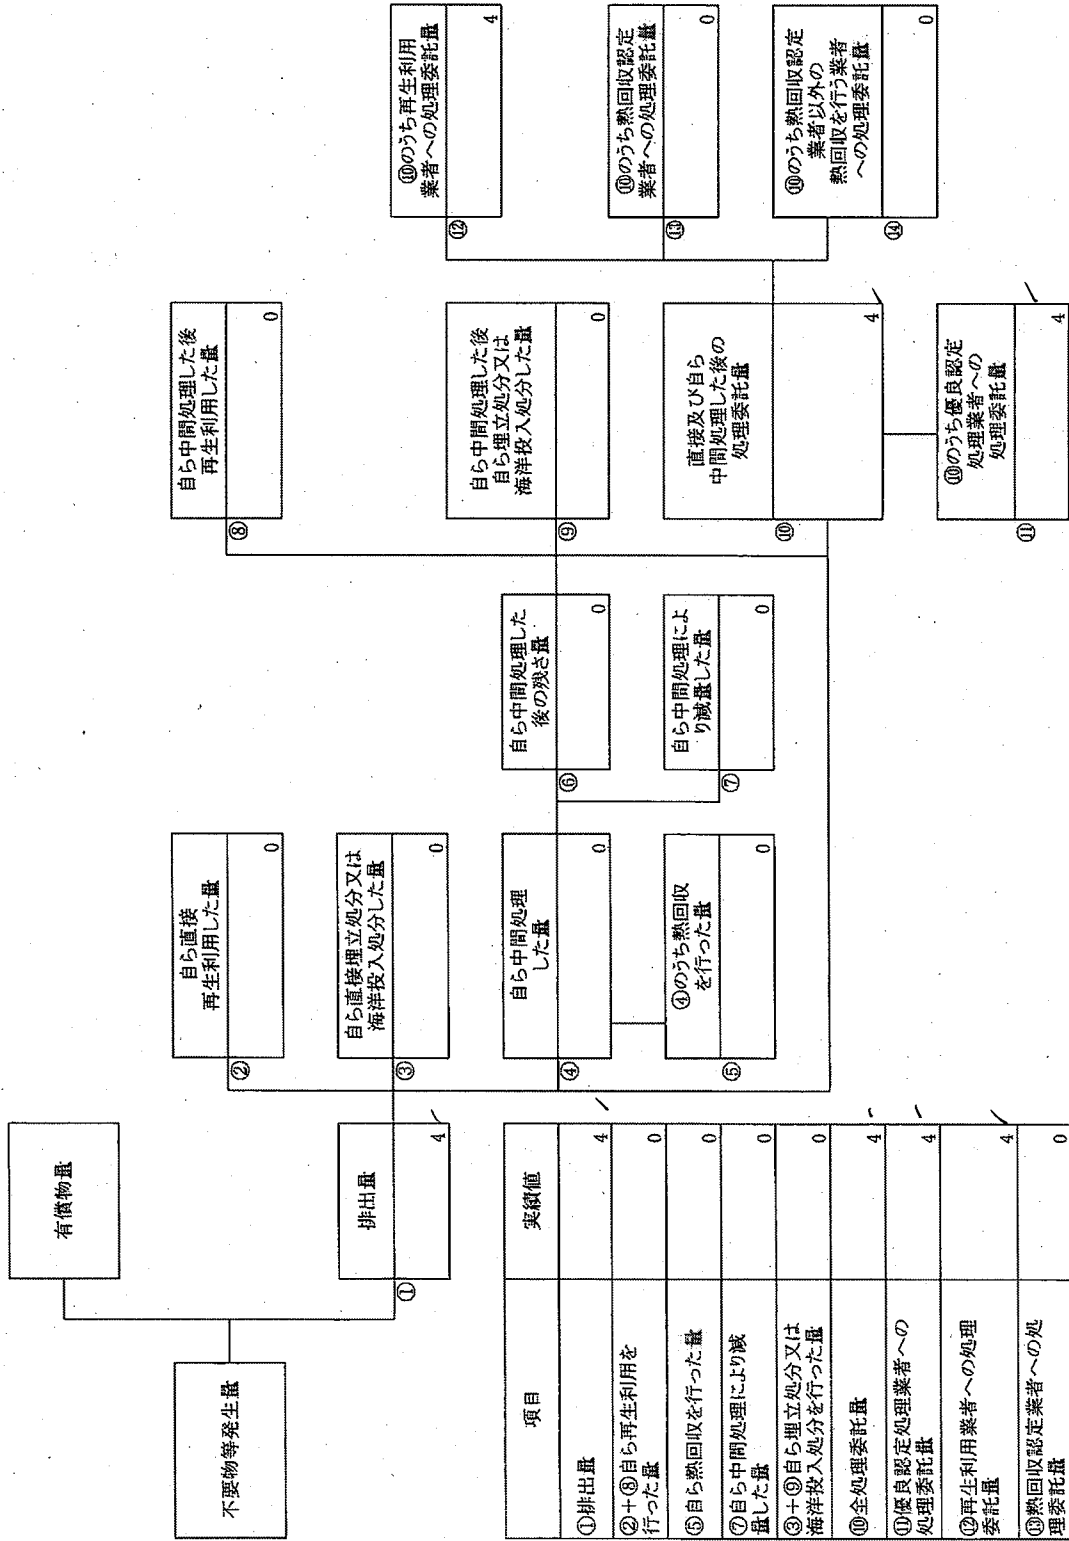 不要物等発生量
有償物量
①
排出量
4
②
自ら直接
再生利用した量
0
③
自ら直接埋立処分又は
海洋投入処分した量
0
④
自ら中間処理
した量
0
⑤
④のうち熱回収
を行った量
0
⑥
自ら中間処理した
後の残さ量
0
⑦
自ら中間処理によ
り減量した量
0
⑧
自ら中間処理した後
再生利用した量
0
⑨
自ら中間処理した後
自ら埋立処分又は
海洋投入処分した量
0
⑩
直接及び自ら
中間処理した後の
処理委託量
4
⑪
⑩のうち優良認定
処理業者への
処理委託量
4
⑫
⑩のうち再生利用
業者への処理委託量
4
⑬
⑩のうち熱回収認定
業者への処理委託量
0
⑭
⑩のうち熱回収認定
業者以外の
熱回収を行う業者
への処理委託量
0
項目 実績値
①排出量 4
②+⑧自ら再生利用を
行った量 0
⑤自ら熱回収を行った量 0
⑦自ら中間処理により減
量した量 0
③+⑨自ら埋立処分又は
海洋投入処分を行った量 0
⑩全処理委託量 4
⑪優良認定処理業者への
処理委託量 4
⑫再生利用業者への処理
委託量 4
⑬熱回収認定業者への処
理委託量 0